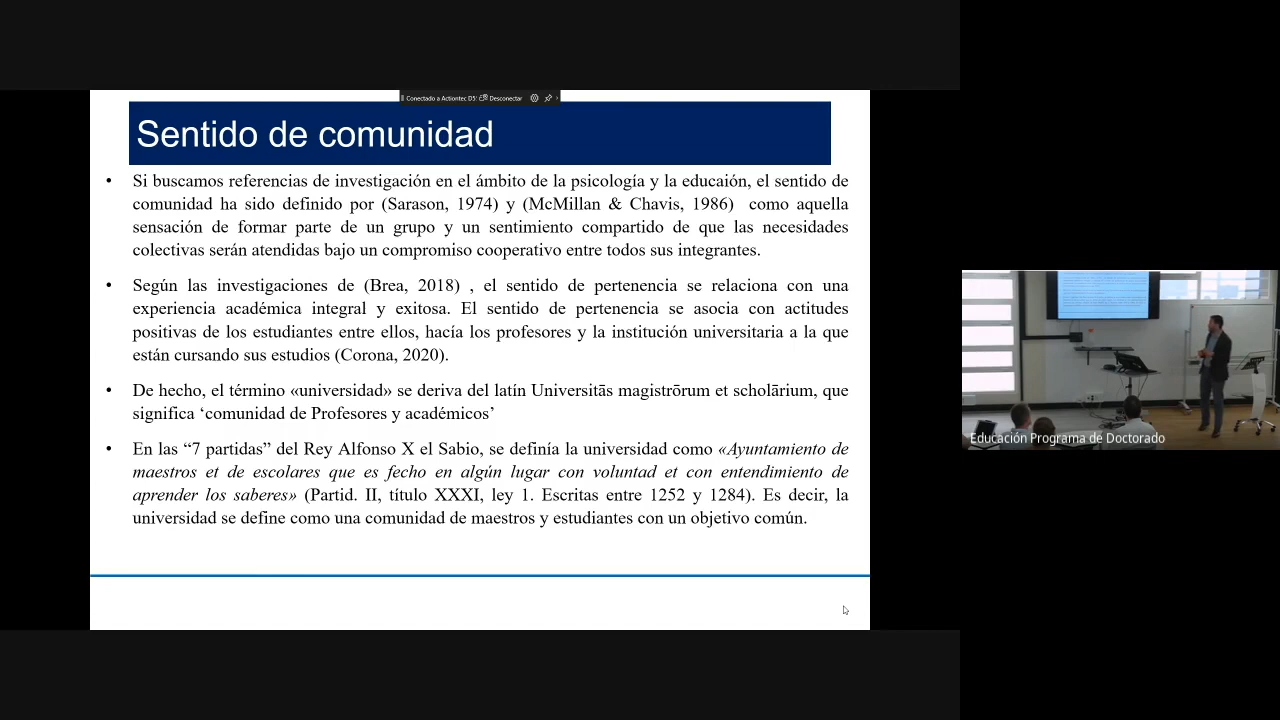 Conectado a Actiontec D5: Desconectar
Sentido de comunidad
• Si buscamos referencias de investigación en el ámbito de la psicología y la educaión, el sentido de
comunidad ha sido definido por (Sarason, 1974) y (McMillan & Chavis, 1986) como aquella
sensación de formar parte de un grupo y un sentimiento compartido de que las necesidades
colectivas serán atendidas bajo un compromiso cooperativo entre todos sus integrantes.
• Según las investigaciones de (Brea, 2018) , el sentido de pertenencia se relaciona con una
experiencia académica integral y exitosa. El sentido de pertenencia se asocia con actitudes
positivas de los estudiantes entre ellos, hacía los profesores y la institución universitaria a la que
están cursando sus estudios (Corona, 2020).
• De hecho, el término «universidad» se deriva del latín Universitās magistrōrum et scholārium, que
significa ‘comunidad de Profesores y académicos’
• En las “7 partidas” del Rey Alfonso X el Sabio, se definía la universidad como «Ayuntamiento de
maestros et de escolares que es fecho en algún lugar con voluntad et con entendimiento de
aprender los saberes» (Partid. II, título XXXI, ley 1. Escritas entre 1252 y 1284). Es decir, la
universidad se define como una comunidad de maestros y estudiantes con un objetivo común.
Educación Programa de Doctorado